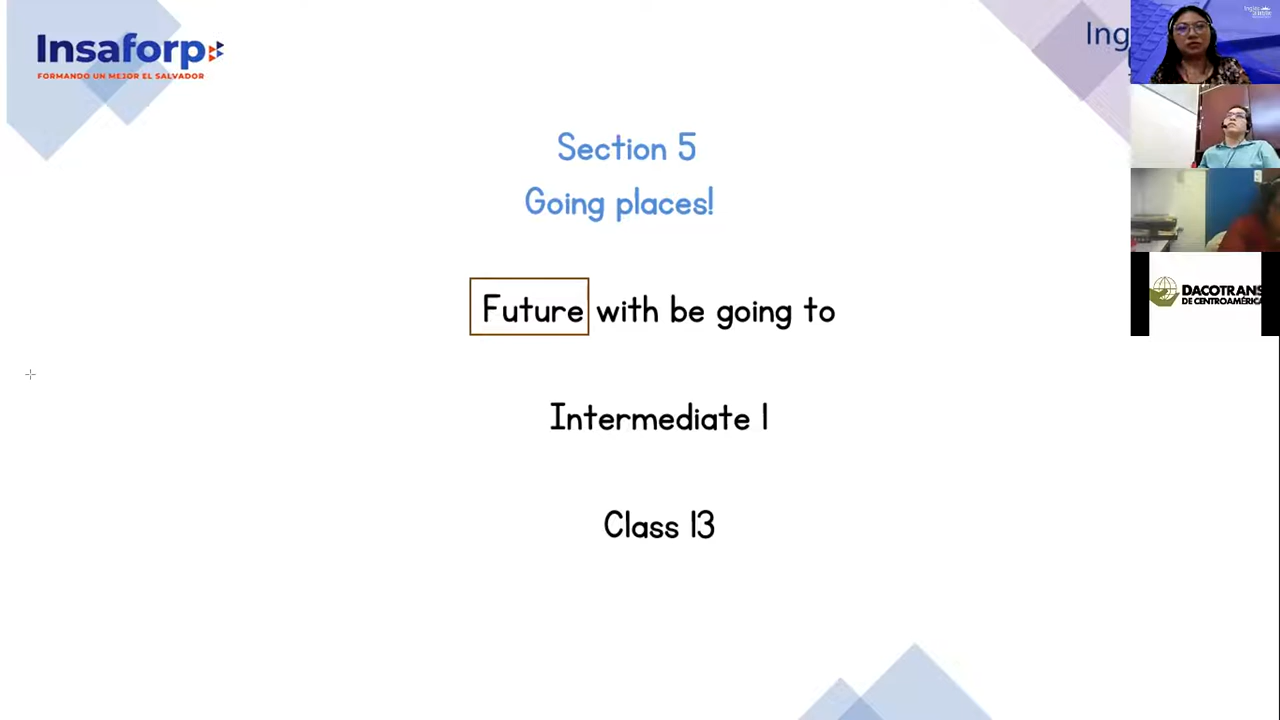 Insaforp
FORMANDO UN MEJOR EL SALVADOR
Section 5
Going places!
Future with be going to
Intermediate 1
Class 13
DACOTRANS
DE CENTROAMÉRICA